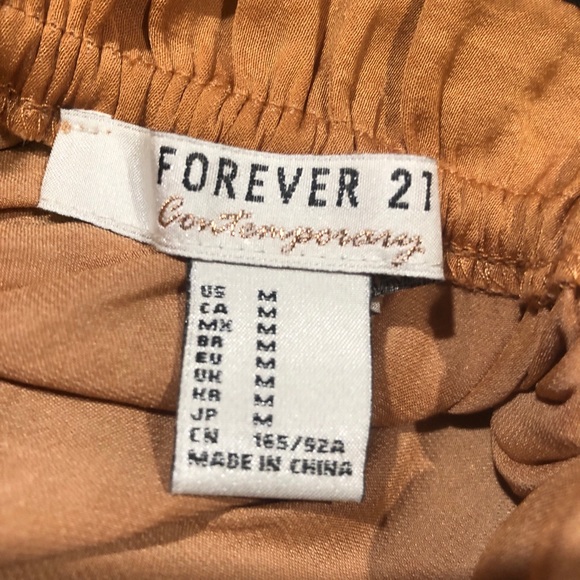 FOREVER 21
Contemporary
US M
CA M
MX M
BR M
EU M
UK M
KR M
JP M
CN 165/92A
MADE IN CHINA